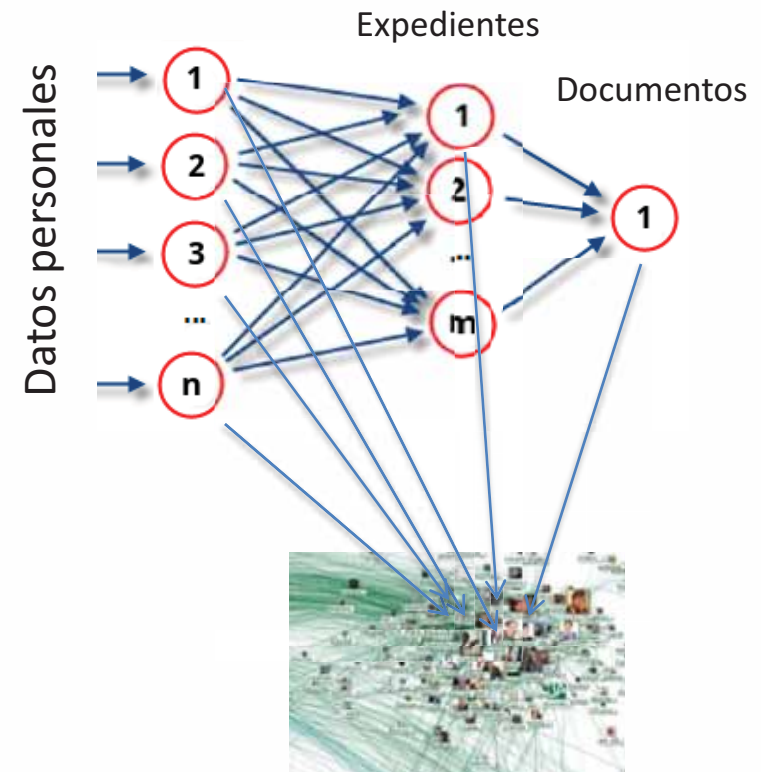 Expedientes
Documentos
Datos personales
1
2
3
...
n
1
2
...
m
1